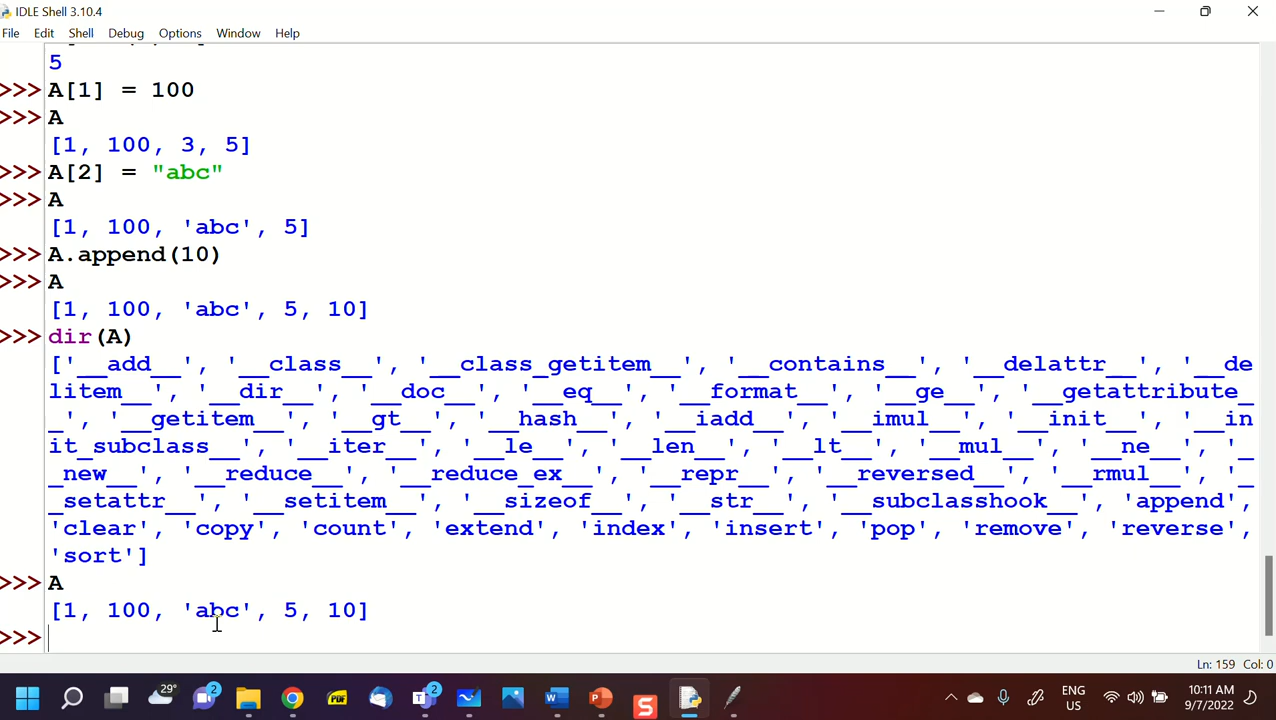 IDLE Shell 3.10.4
File Edit Shell Debug Options Window Help
5
>>> A[1] = 100
>>> A
[1, 100, 3, 5]
>>> A[2] = "abc"
>>> A
[1, 100, 'abc', 5]
>>> A.append(10)
>>> A
[1, 100, 'abc', 5, 10]
>>> dir(A)
['__add__', '__class__', '__class_getitem__', '__contains__', '__delattr__', '__de
litem__', '__dir__', '__doc__', '__eq__', '__format__', '__ge__', '__getattribute_
_', '__getitem__', '__gt__', '__hash__', '__iadd__', '__imul__', '__init__', '__in
it_subclass__', '__iter__', '__le__', '__len__', '__lt__', '__mul__', '__ne__', '_
_new__', '__reduce__', '__reduce_ex__', '__repr__', '__reversed__', '__rmul__', '_
_setattr__', '__setitem__', '__sizeof__', '__str__', '__subclasshook__', 'append',
'clear', 'copy', 'count', 'extend', 'index', 'insert', 'pop', 'remove', 'reverse',
'sort']
>>> A
[1, 100, 'abc', 5, 10]
>>>
Ln: 159 Col: 0
29° 2 PDF T 2 W P S ENG US 10:11 AM 9/7/2022